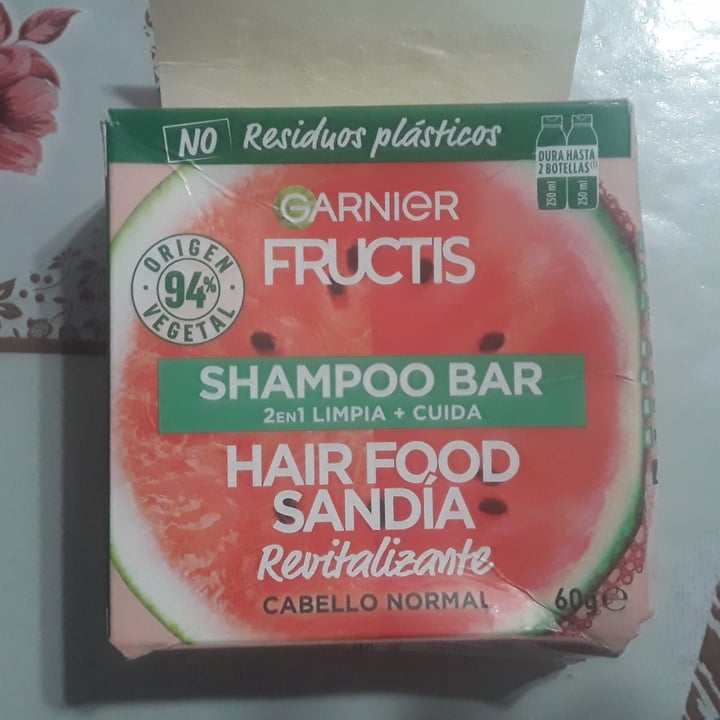 NO Residuos plásticos
DURA HASTA
2 BOTELLAS(1)
250 ml 250 ml
GARNIER
FRUCTIS
ORIGEN
94%
VEGETAL
SHAMPOO BAR
2EN1 LIMPIA + CUIDA
HAIR FOOD
SANDÍA
Revitalizante
CABELLO NORMAL
60g e